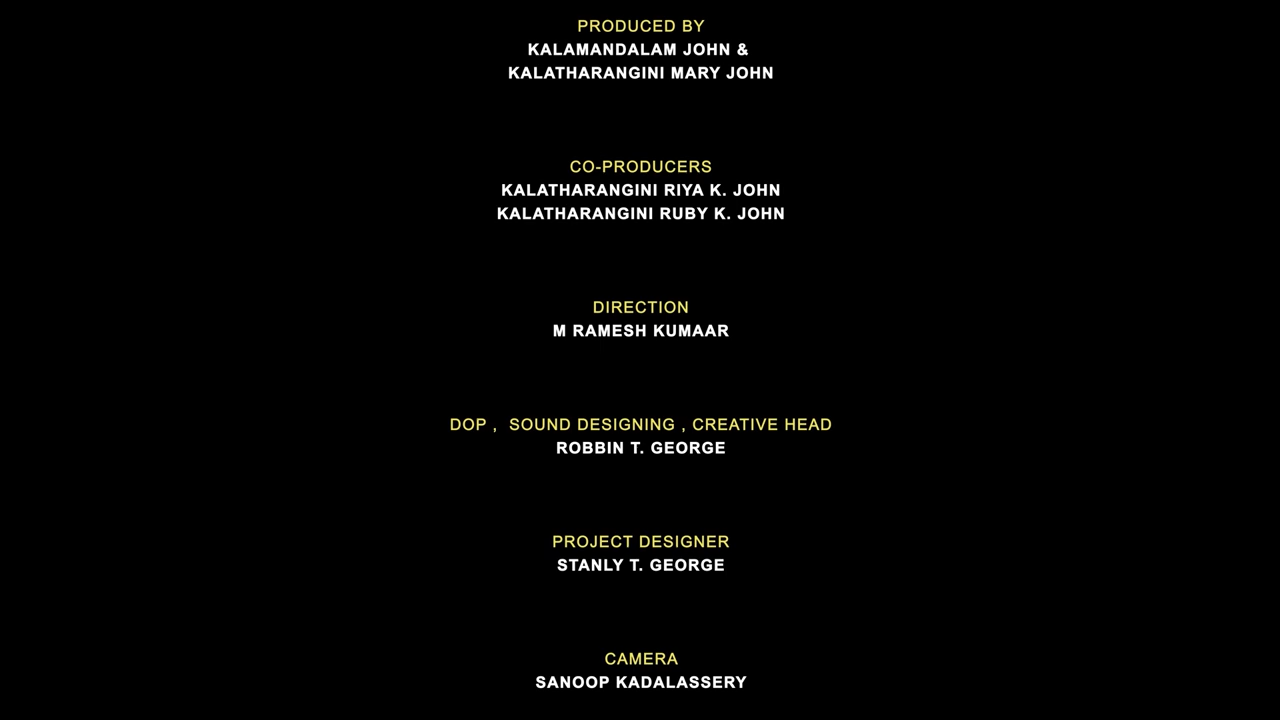 PRODUCED BY
KALAMANDALAM JOHN &
KALATHARANGINI MARY JOHN
CO-PRODUCERS
KALATHARANGINI RIYA K. JOHN
KALATHARANGINI RUBY K. JOHN
DIRECTION
M RAMESH KUMAAR
DOP , SOUND DESIGNING , CREATIVE HEAD
ROBBIN T. GEORGE
PROJECT DESIGNER
STANLY T. GEORGE
CAMERA
SANOOP KADALASSERY